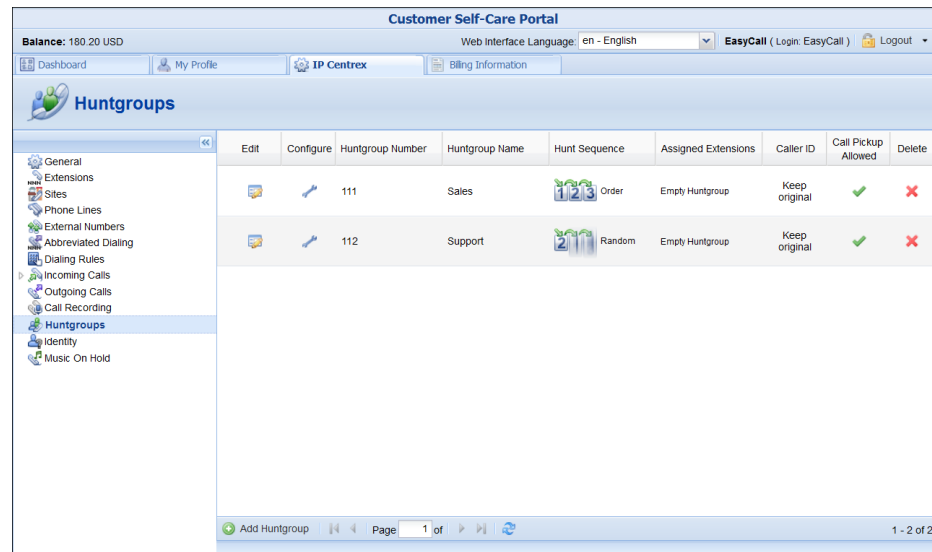 Customer Self-Care Portal
Balance: 180.20 USD Web Interface Language: en - English EasyCall ( Login: EasyCall ) Logout
Dashboard My Profile IP Centrex Billing Information
Huntgroups
General
Extensions
Sites
Phone Lines
External Numbers
Abbreviated Dialing
Dialing Rules
Incoming Calls
Outgoing Calls
Call Recording
Huntgroups
Identity
Music On Hold
Edit Configure Huntgroup Number Huntgroup Name Hunt Sequence Assigned Extensions Caller ID Call Pickup Allowed Delete
111 Sales 1 2 3 Order Empty Huntgroup Keep original
112 Support 2 Random Empty Huntgroup Keep original
Add Huntgroup Page 1 of 1 - 2 of 2